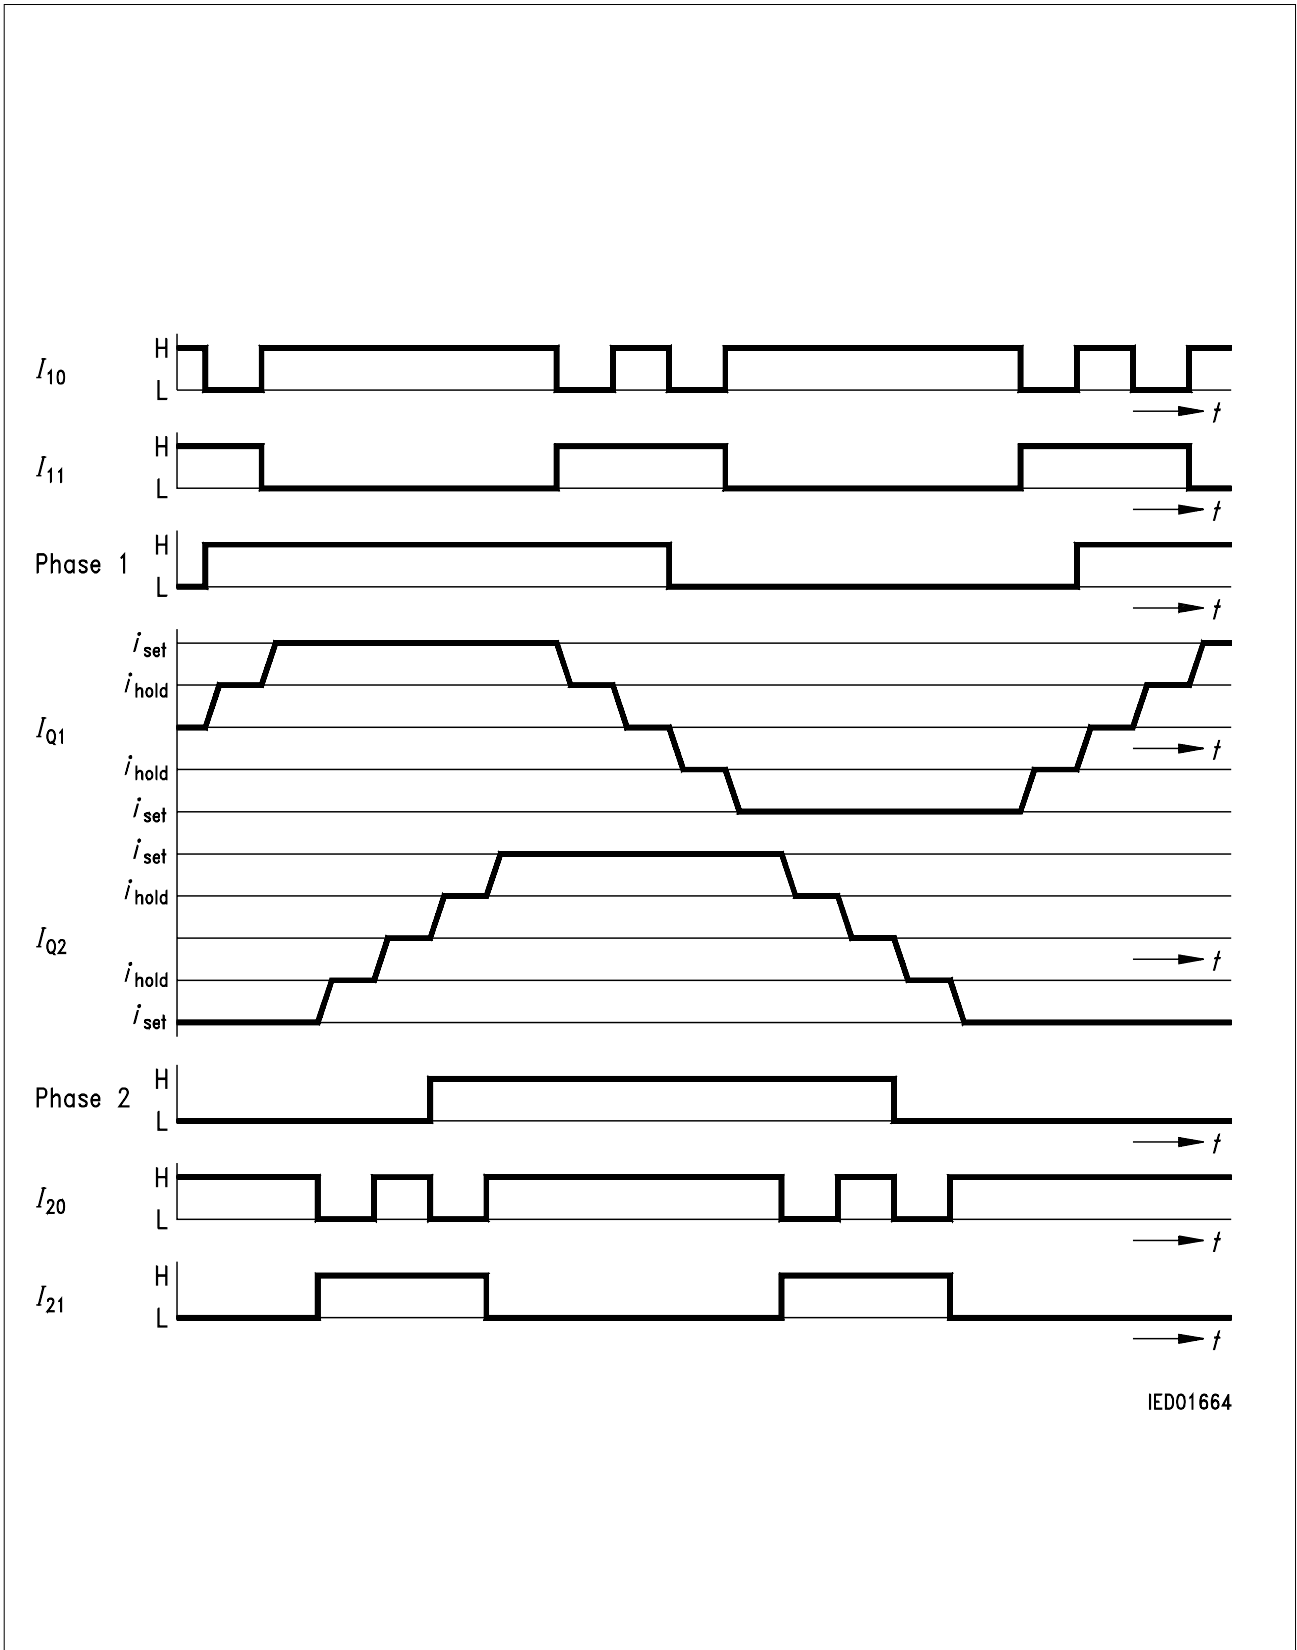 H
I10
L
t
H
I11
L
t
H
Phase 1
L
t
iset
ihold
IQ1
t
ihold
iset
iset
ihold
IQ2
t
ihold
iset
H
Phase 2
L
t
H
I20
L
t
H
I21
L
t
IED01664